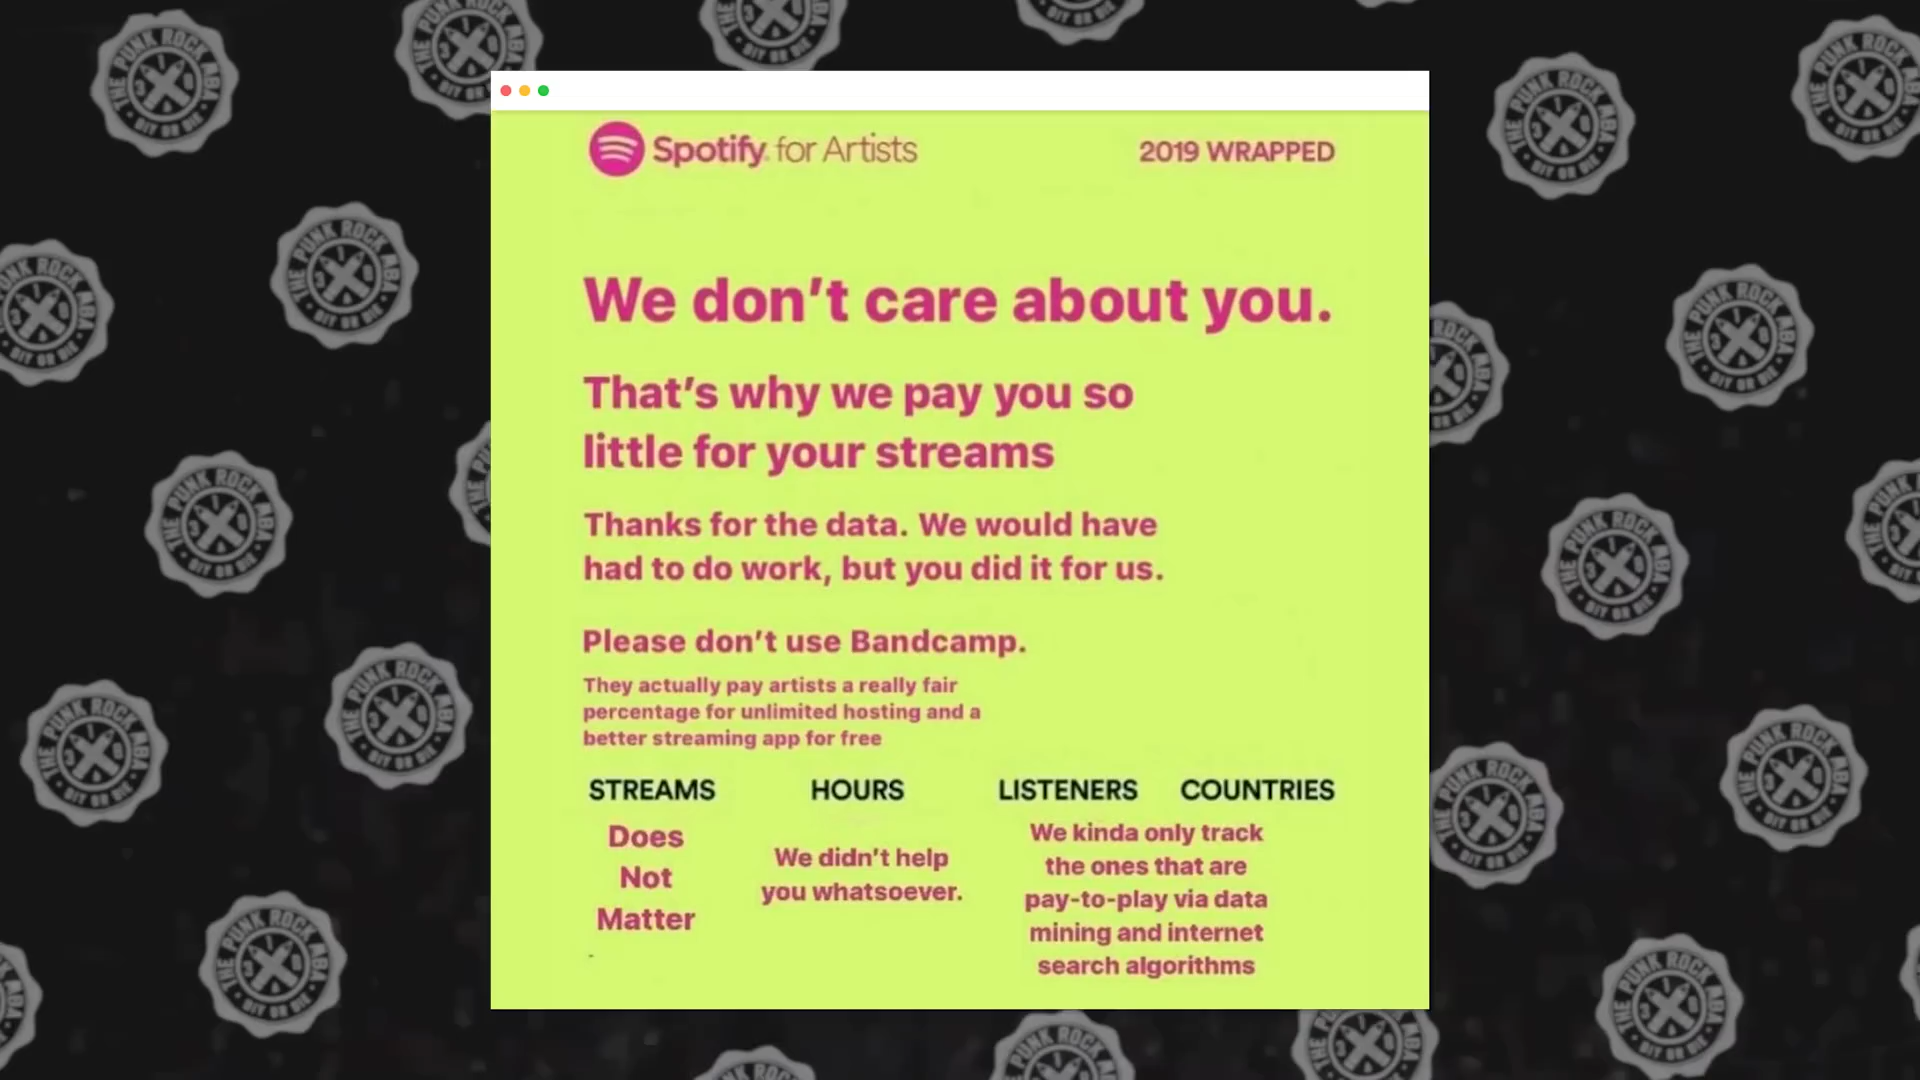 Spotify for Artists
2019 WRAPPED
We don't care about you.
That's why we pay you so
little for your streams
Thanks for the data. We would have
had to do work, but you did it for us.
Please don't use Bandcamp.
They actually pay artists a really fair
percentage for unlimited hosting and a
better streaming app for free
STREAMS HOURS LISTENERS COUNTRIES
Does
Not
Matter
We didn't help
you whatsoever.
We kinda only track
the ones that are
pay-to-play via data
mining and internet
search algorithms
THE PUNK ROCK
DIY OR DIE